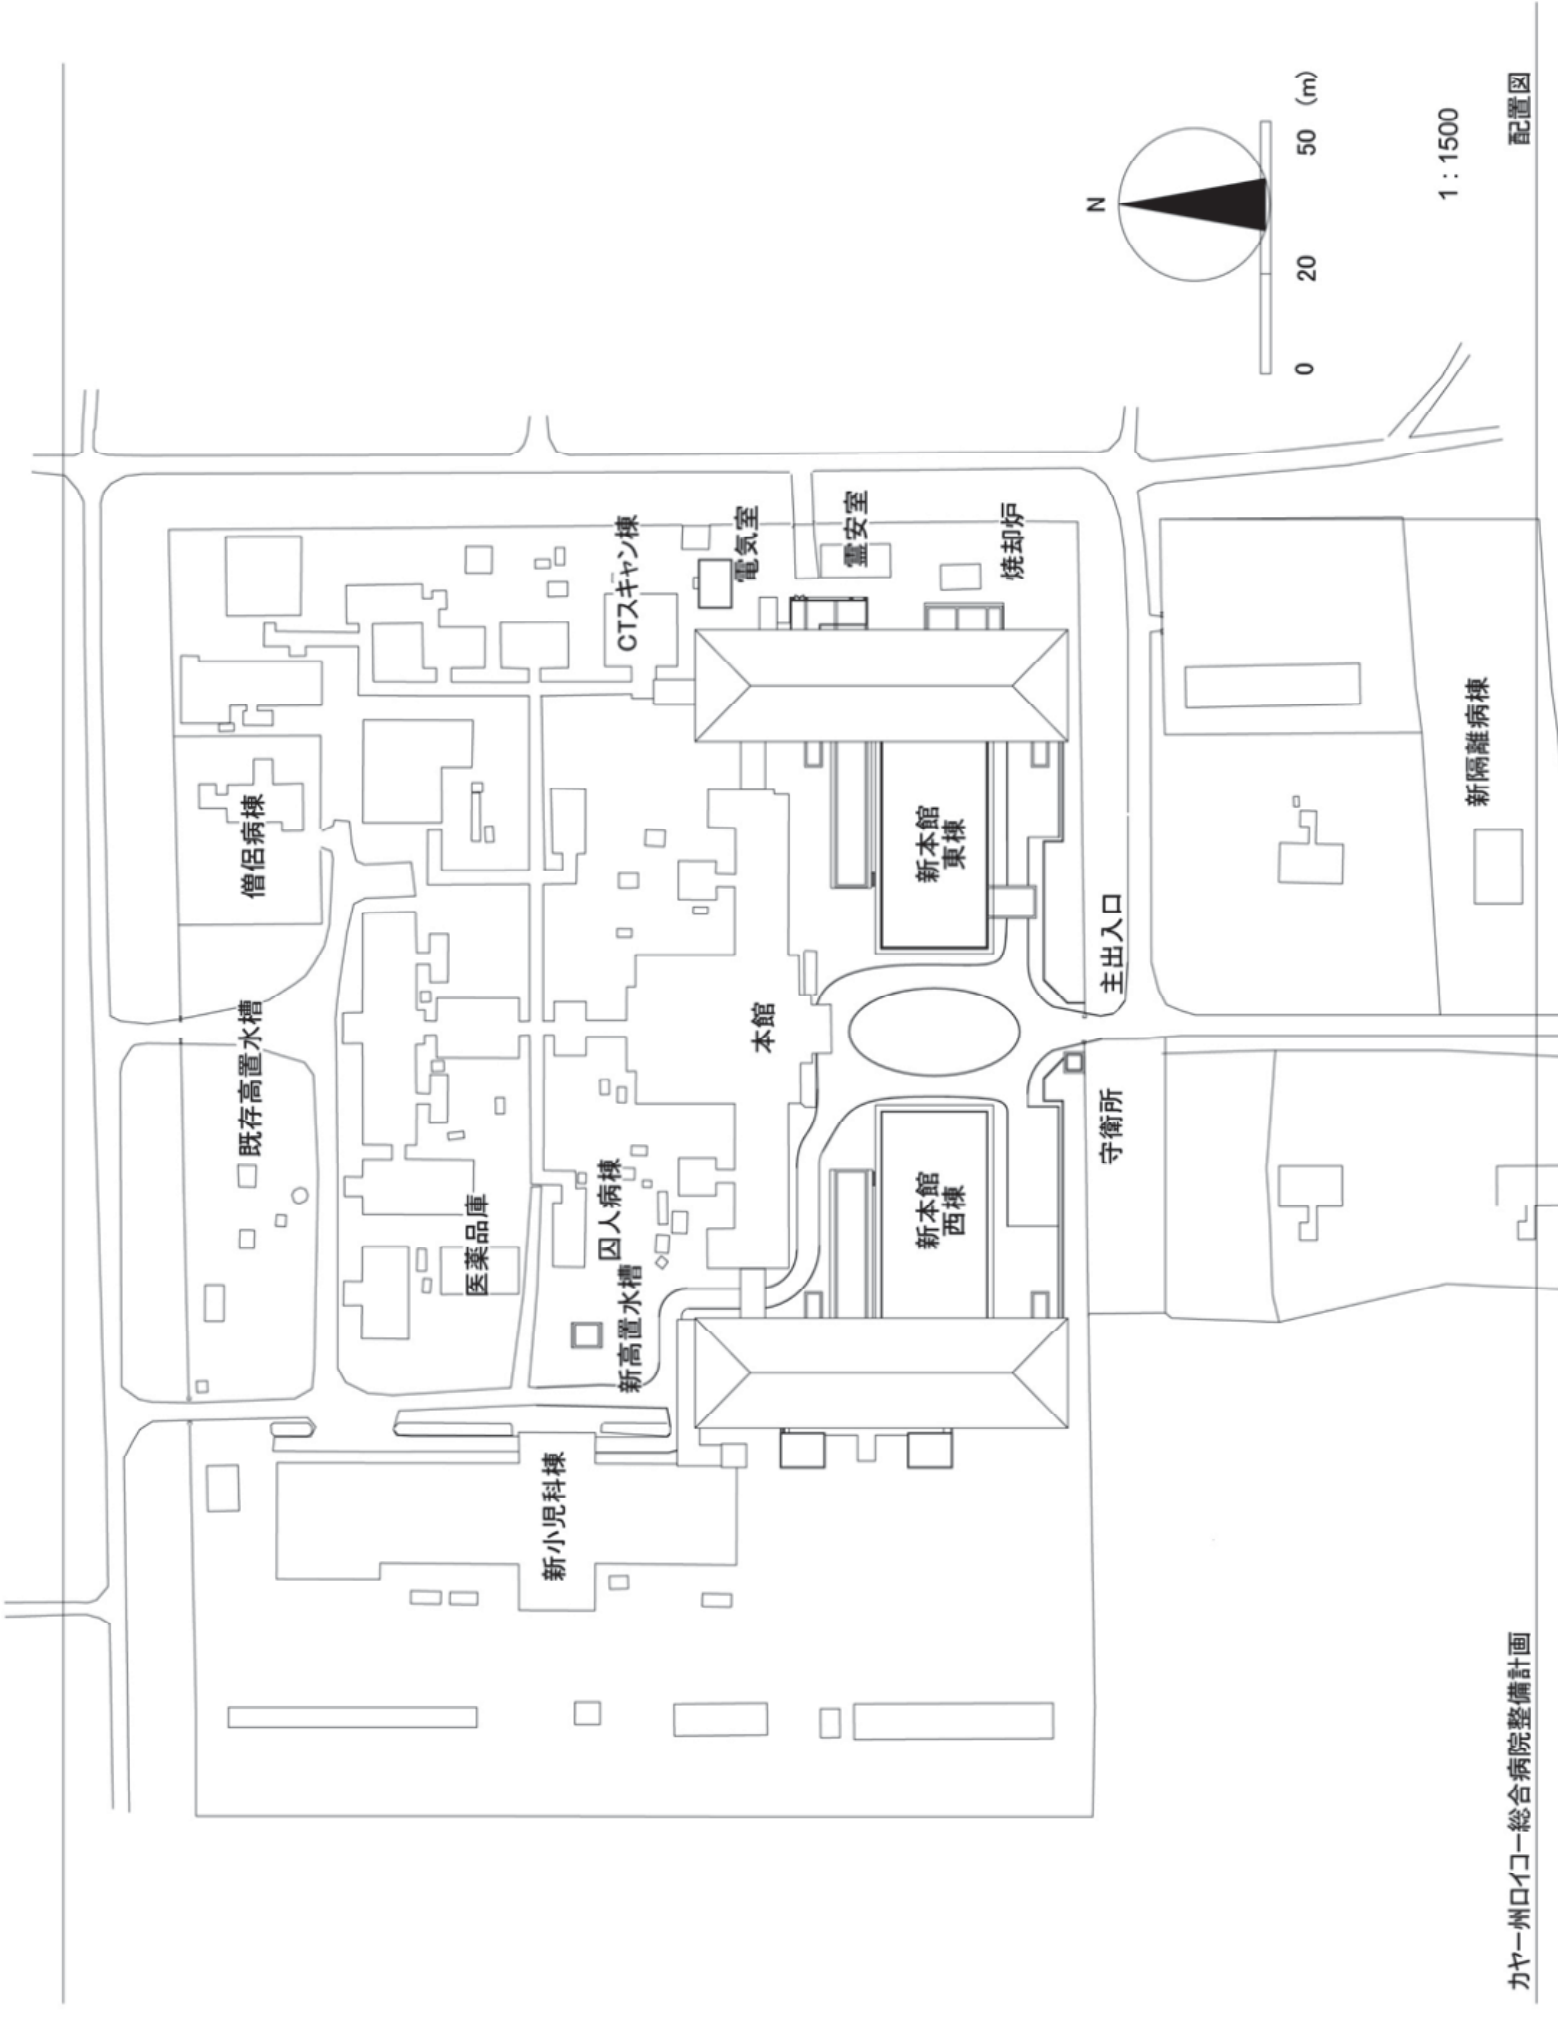 僧侶病棟
既存高置水槽
医薬品庫
CTスキャン棟
囚人病棟
新高置水槽
新小児科棟
電気室
本館
霊安室
新本館
東棟
新本館
西棟
焼却炉
主出入口
守衛所
新隔離病棟
N
0 20 50 (m)
1 : 1500
カヤー州ロイコー総合病院整備計画
配置図